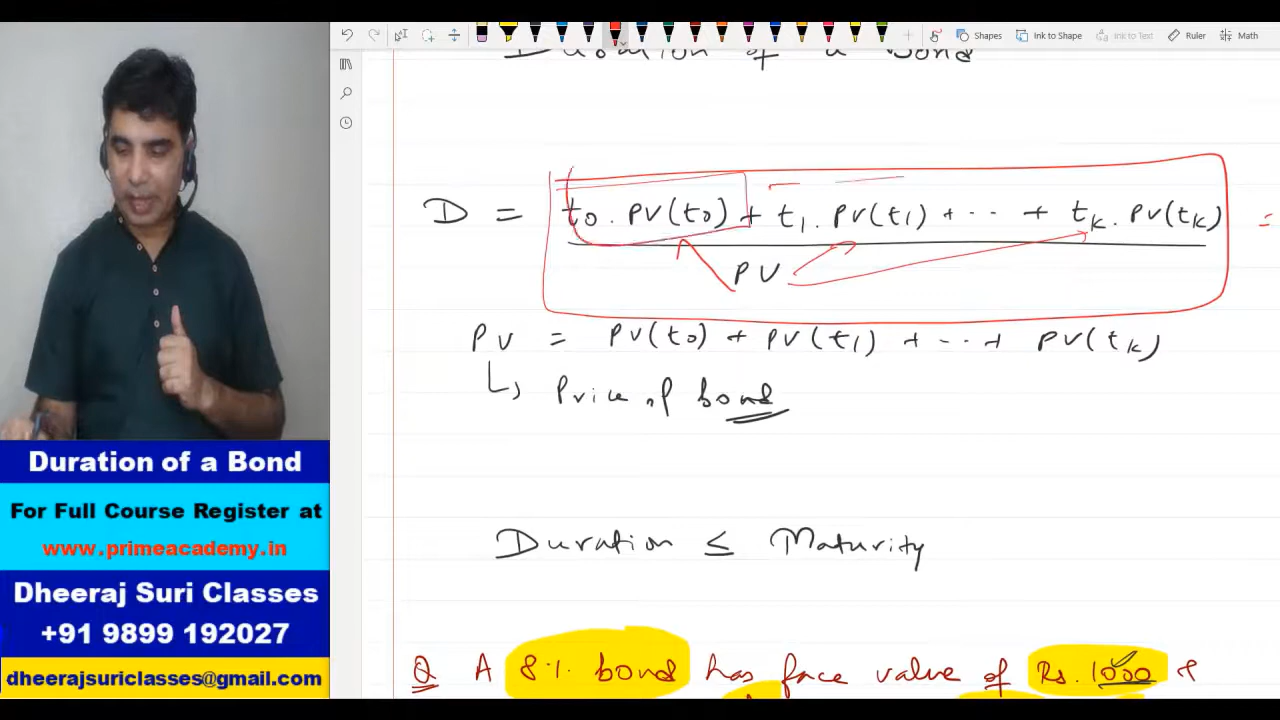 Shapes Ink to Shape Ink to Text Ruler Math
Duration of a Bond
D = t0 . PV(t0) + t1 . PV(t1) + ... + tk . PV(tk) =
PV
PV = PV(t0) + PV(t1) + ... + PV(tk)
↳ Price of bond
Duration ≤ Maturity
Q A 8% bond has face value of Rs. 1000 &
Duration of a Bond
For Full Course Register at
www.primeacademy.in
Dheeraj Suri Classes
+91 9899 192027
dheerajsuriclasses@gmail.com